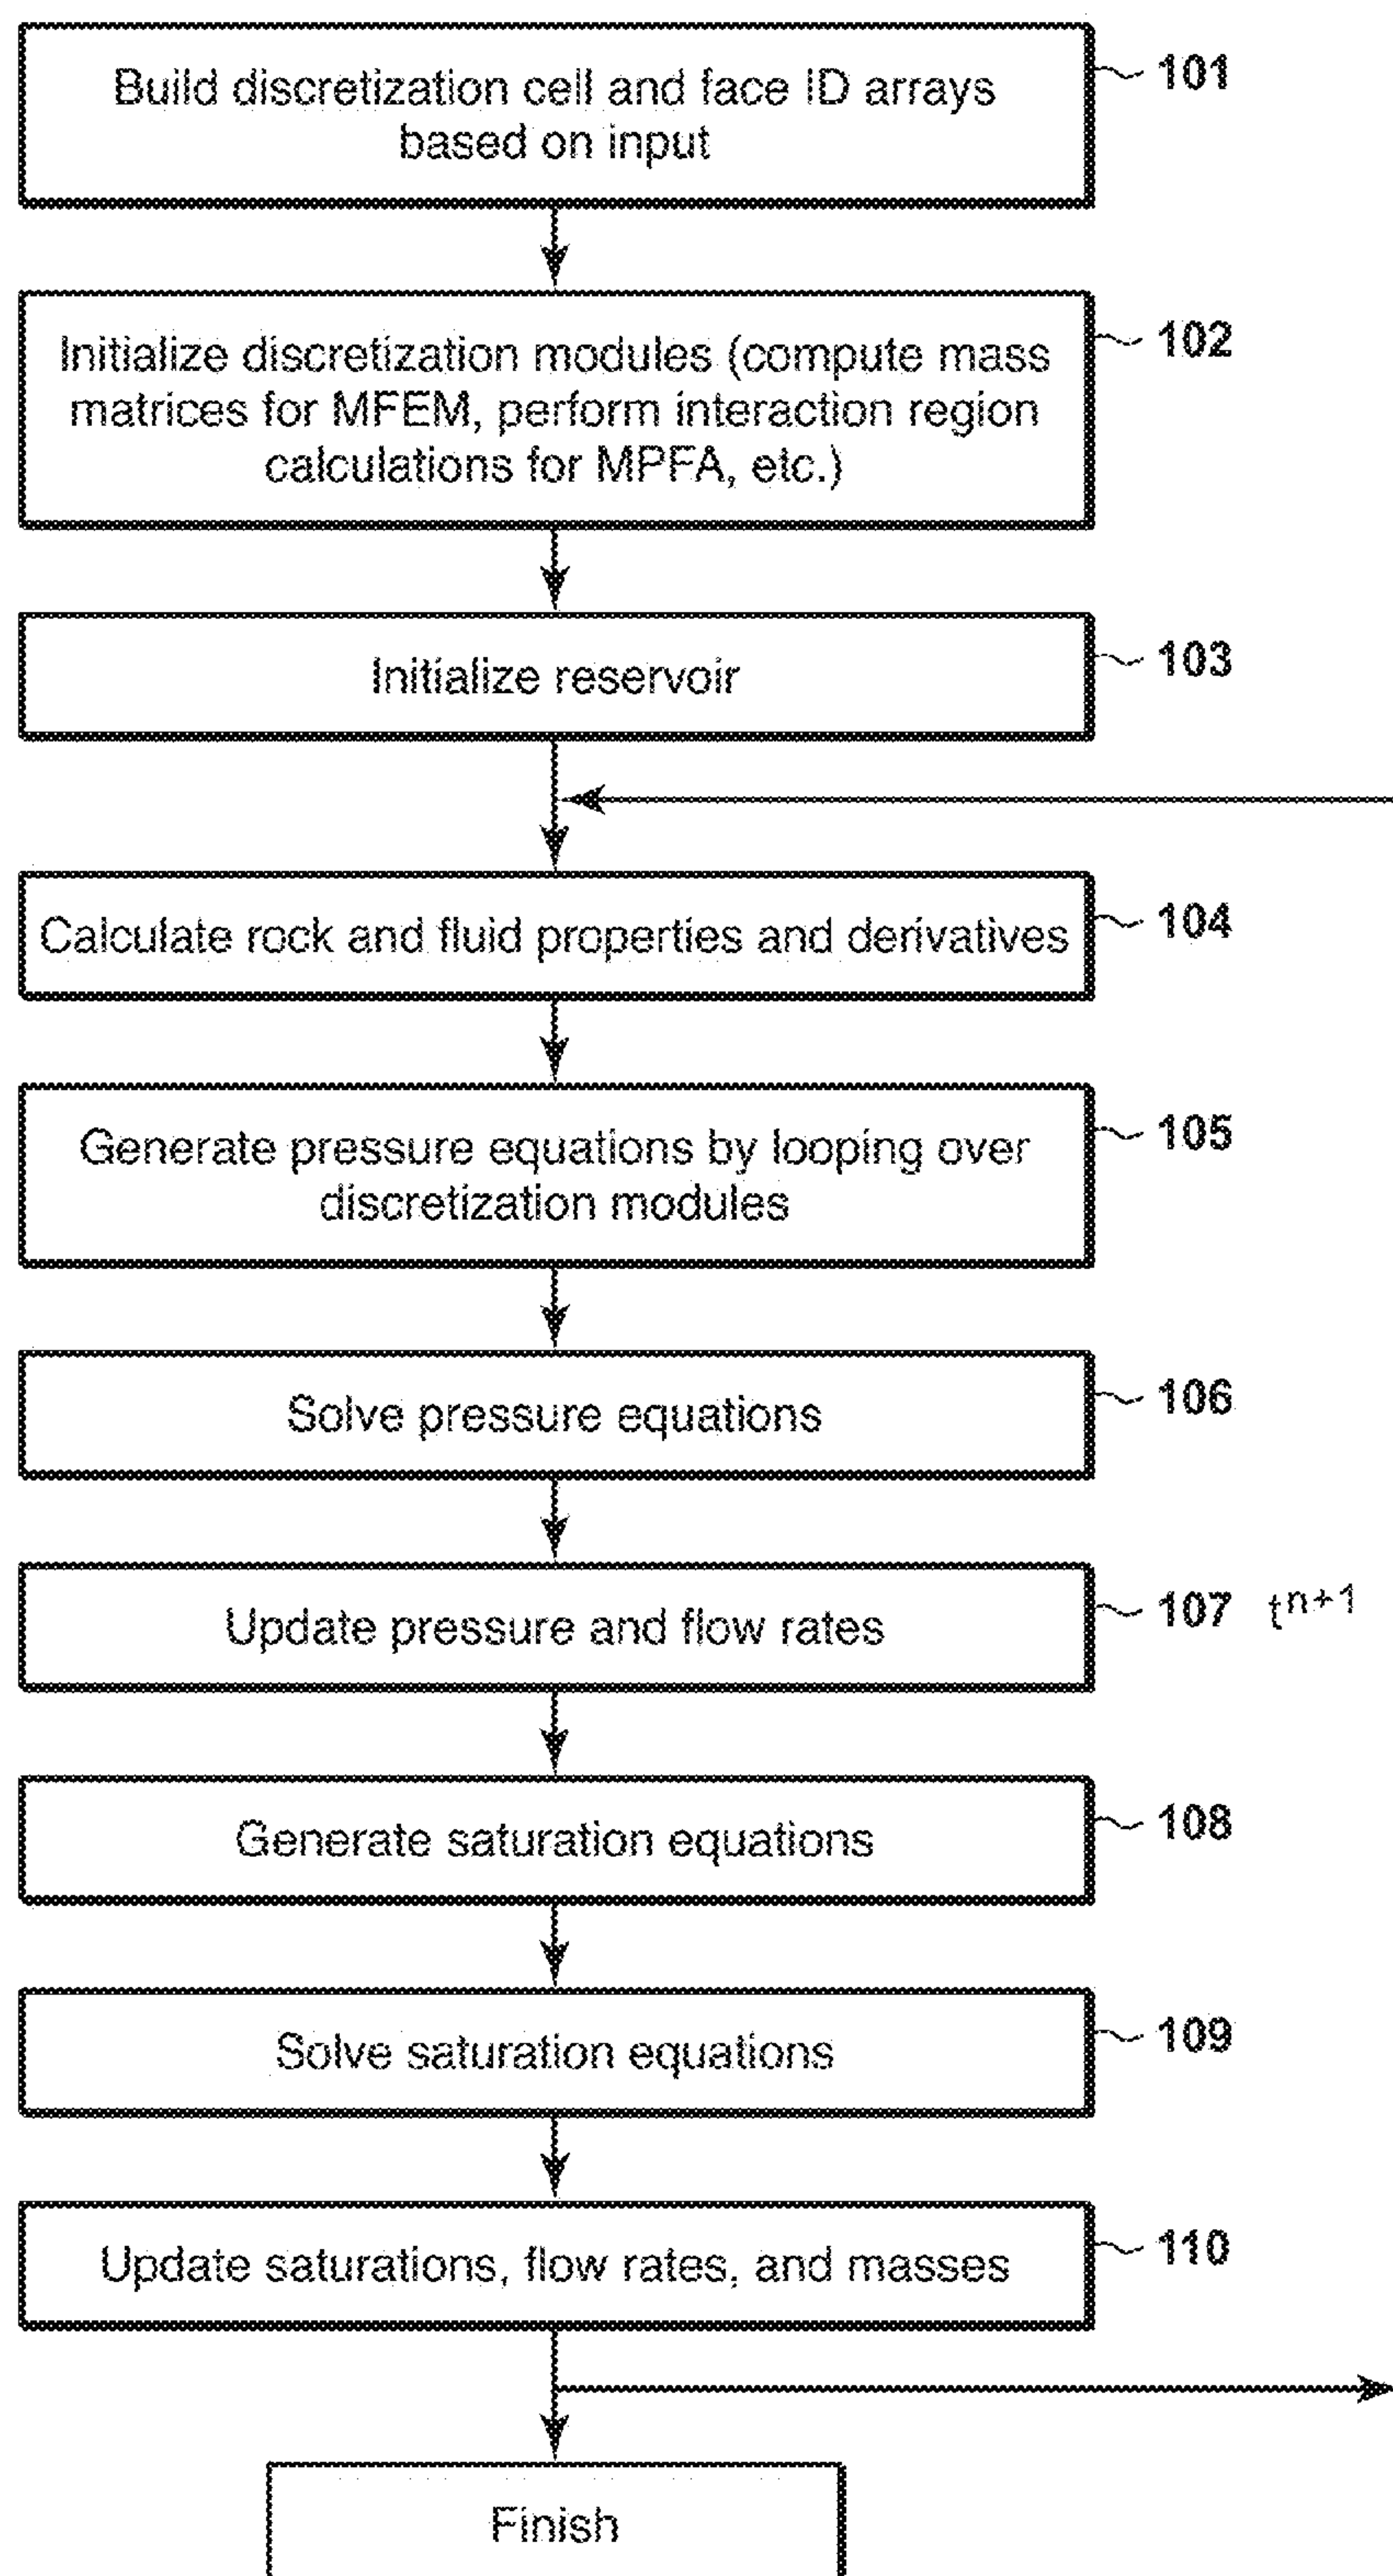 Build discretization cell and face ID arrays
based on input
101
Initialize discretization modules (compute mass
matrices for MFEM, perform interaction region
calculations for MPFA, etc.)
102
Initialize reservoir
103
Calculate rock and fluid properties and derivatives
104
Generate pressure equations by looping over
discretization modules
105
Solve pressure equations
106
Update pressure and flow rates
107 tⁿ⁺¹
Generate saturation equations
108
Solve saturation equations
109
Update saturations, flow rates, and masses
110
Finish